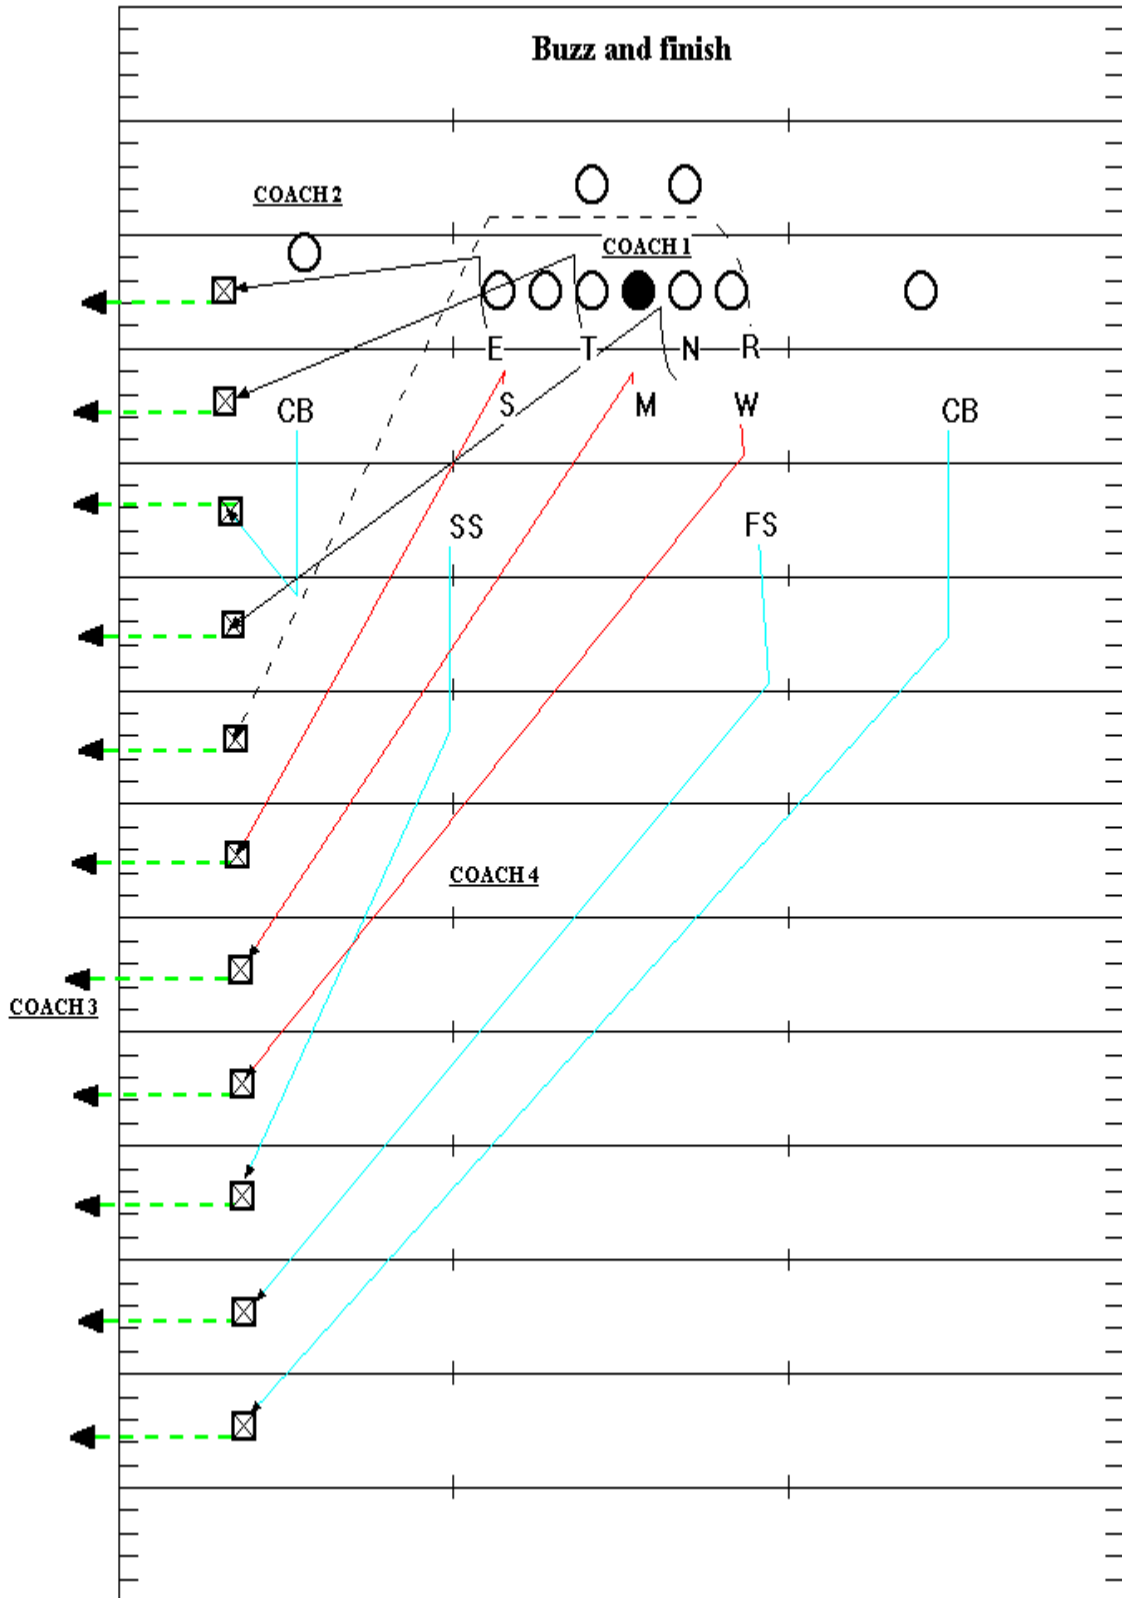 Buzz and finish
COACH 2
COACH 1
E T N R
CB S M W CB
SS FS
COACH 4
COACH 3